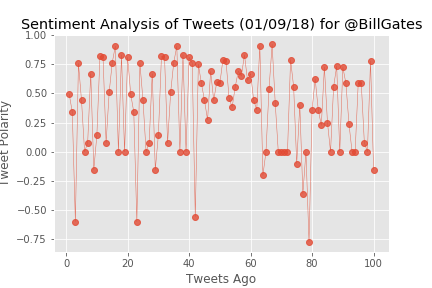 Sentiment Analysis of Tweets (01/09/18) for @BillGates
1.00
0.75
0.50
0.25
0.00
−0.25
−0.50
−0.75
Tweet Polarity
0 20 40 60 80 100
Tweets Ago